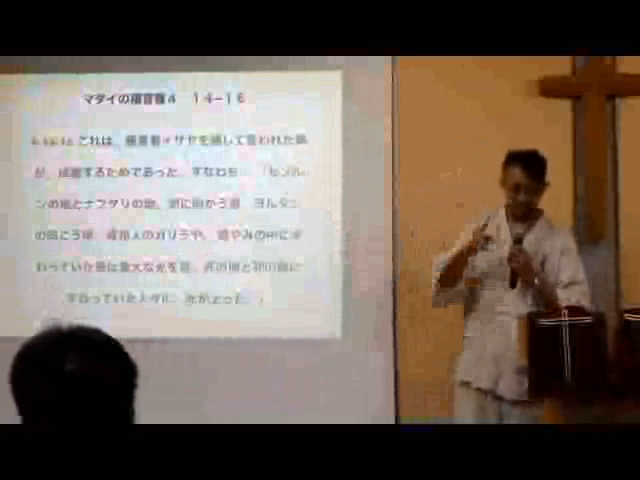 マタイの福音書４　１４−１６
これは、預言者イザヤを通して言われた事
が、成就するためであった。すなわち、「ゼブル
ンの地とナフタリの地、湖に向かう道、ヨルダン
の向こう岸、異邦人のガリラヤ。暗やみの中にす
わっていた民は偉大な光を見、死の地と死の陰に
すわっていた人々に、光が上った。」